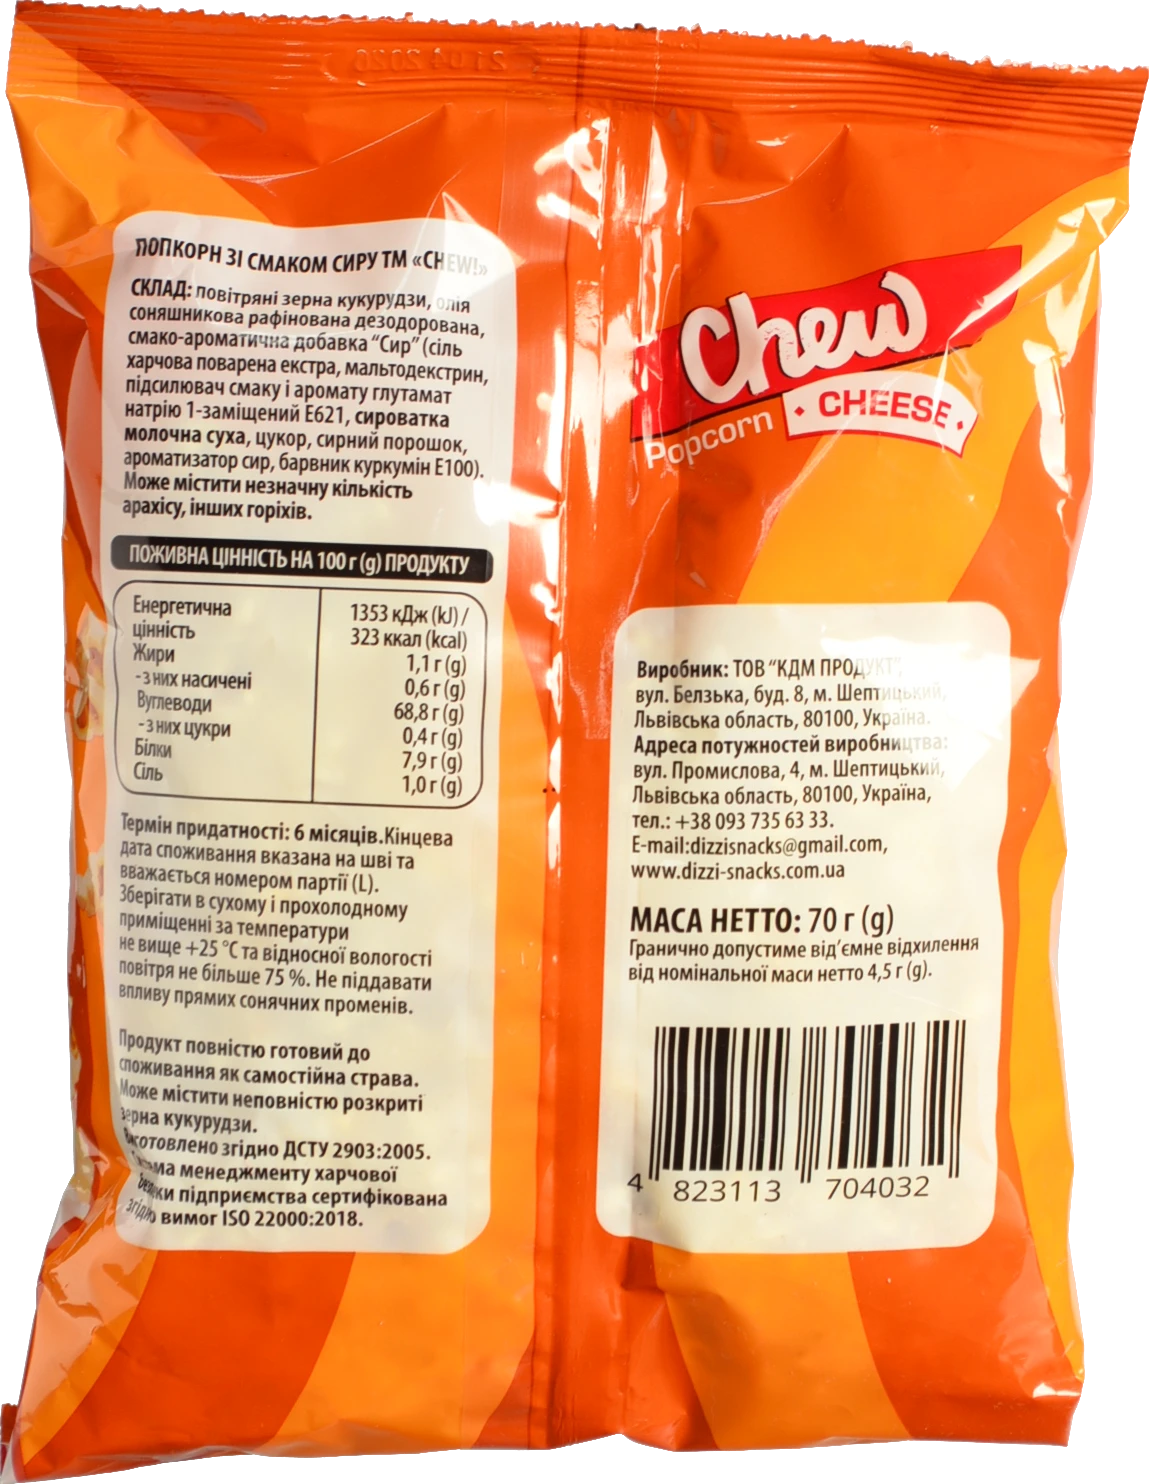 ПОПКОРН ЗІ СМАКОМ СИРУ ТМ «CHEW!»
СКЛАД: повітряні зерна кукурудзи, олія
соняшникова рафінована дезодорована,
смако-ароматична добавка "Сир" (сіль
харчова поварена екстра, мальтодекстрин,
підсилювач смаку і аромату глутамат
натрію 1-заміщений Е621, сироватка
молочна суха, цукор, сирний порошок,
ароматизатор сир, барвник куркумін Е100).
Може містити незначну кількість
арахісу, інших горіхів.
ПОЖИВНА ЦІННІСТЬ НА 100 г (g) ПРОДУКТУ
Енергетична 1353 кДж (kJ) /
цінність 323 ккал (kcal)
Жири 1,1 г (g)
- з них насичені 0,6 г (g)
Вуглеводи 68,8 г (g)
- з них цукри 0,4 г (g)
Білки 7,9 г (g)
Сіль 1,0 г (g)
Термін придатності: 6 місяців.Кінцева
дата споживання вказана на шві та
вважається номером партії (L).
Зберігати в сухому і прохолодному
приміщенні за температури
не вище +25 °С та відносної вологості
повітря не більше 75 %. Не піддавати
впливу прямих сонячних променів.
Продукт повністю готовий до
споживання як самостійна страва.
Може містити неповністю розкриті
зерна кукурудзи.
Виготовлено згідно ДСТУ 2903:2005.
менеджменту харчової
підприємства сертифікована
згідно вимог ISO 22000:2018.
Chew
Popcorn • CHEESE •
Виробник: ТОВ "КДМ ПРОДУКТ",
вул. Белзька, буд. 8, м. Шептицький,
Львівська область, 80100, Україна.
Адреса потужностей виробництва:
вул. Промислова, 4, м. Шептицький,
Львівська область, 80100, Україна,
тел.: +38 093 735 63 33.
E-mail:dizzisnacks@gmail.com,
www.dizzi-snacks.com.ua
МАСА НЕТТО: 70 г (g)
Гранично допустиме від'ємне відхилення
від номінальної маси нетто 4,5 г (g).
4 823113 704032